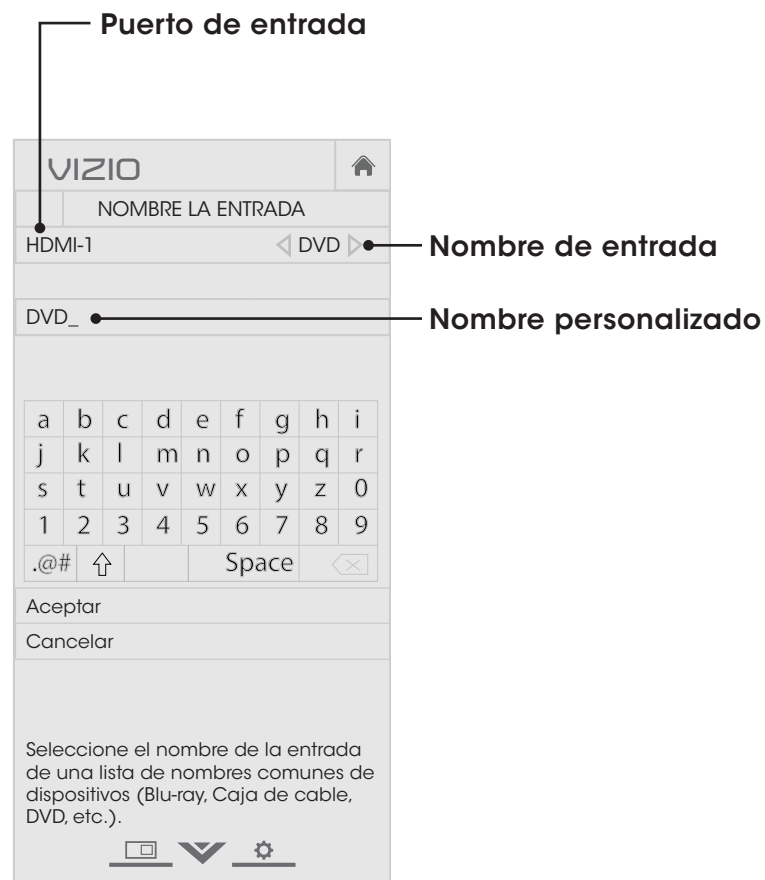 Puerto de entrada
VIZIO
NOMBRE LA ENTRADA
HDMI-1 DVD
Nombre de entrada
DVD_
Nombre personalizado
a b c d e f g h i
j k l m n o p q r
s t u v w x y z 0
1 2 3 4 5 6 7 8 9
.@# Space
Aceptar
Cancelar
Seleccione el nombre de la entrada
de una lista de nombres comunes de
dispositivos (Blu-ray, Caja de cable,
DVD, etc.).